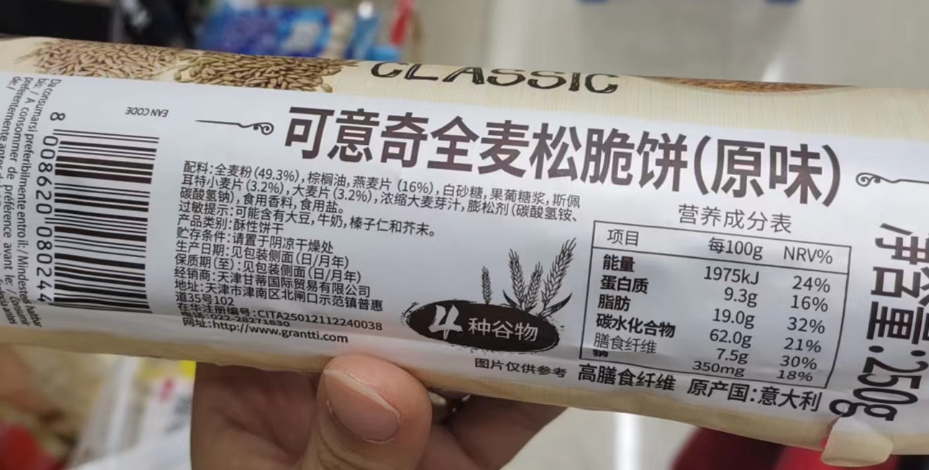 CLASSIC
EAN CODE
8 008620 080244
可意奇全麦松脆饼(原味)
配料:全麦粉(49.3%),棕榈油,燕麦片(16%),白砂糖,果葡糖浆,斯佩
耳特小麦片(3.2%),大麦片(3.2%),浓缩大麦芽汁,膨松剂(碳酸氢铵、
碳酸氢钠),食用香料,食用盐。
过敏提示:可能含有大豆,牛奶,榛子仁和芥末。
产品类别:酥性饼干
贮存条件:请置于阴凉干燥处
生产日期:见包装侧面(日/月/年)
保质期(至):见包装侧面(日/月/年)
经销商:天津甘蒂国际贸易有限公司
地址:天津市津南区北闸口示范镇普惠
道35号102
在华注册编号:CITA25011112240038
网址:http://www.grantti.com
4种谷物
图片仅供参考
营养成分表
项目 每100g NRV%
能量 1975kJ 24%
蛋白质 9.3g 16%
脂肪 19.0g 32%
碳水化合物 62.0g 21%
膳食纤维 7.5g 30%
钠 350mg 18%
高膳食纤维 原产国:意大利
净含量:250g